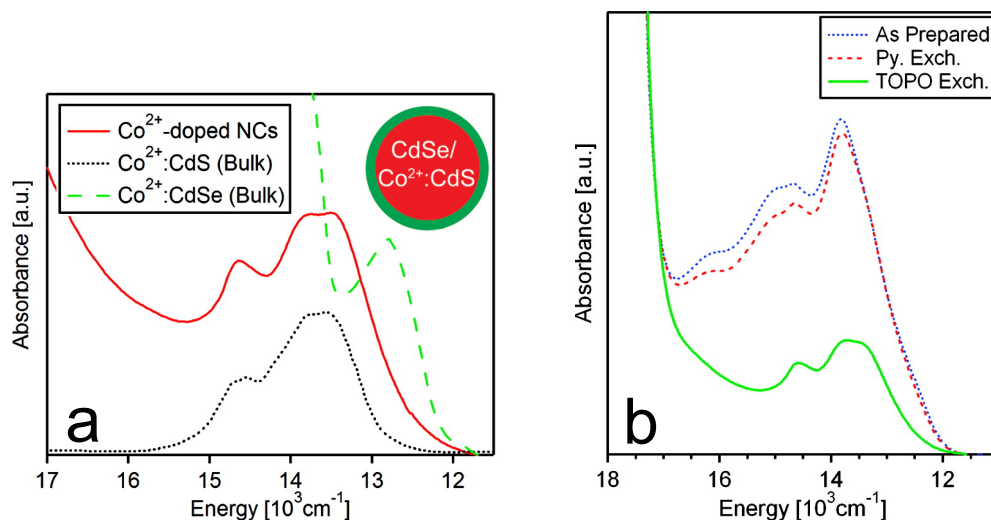 Co²⁺-doped NCs
Co²⁺:CdS (Bulk)
Co²⁺:CdSe (Bulk)
CdSe/
Co²⁺:CdS
Absorbance [a.u.]
a
17 16 15 14 13 12
Energy [10³cm⁻¹]
As Prepared
Py. Exch.
TOPO Exch.
Absorbance [a.u.]
b
18 16 14 12
Energy [10³cm⁻¹]